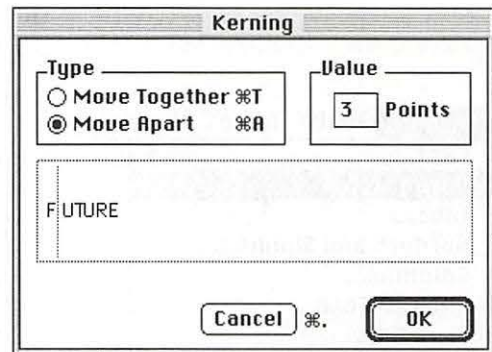 Kerning
Type
Move Together ⌘T
Move Apart ⌘A
Value
3 Points
F UTURE
Cancel ⌘.
OK